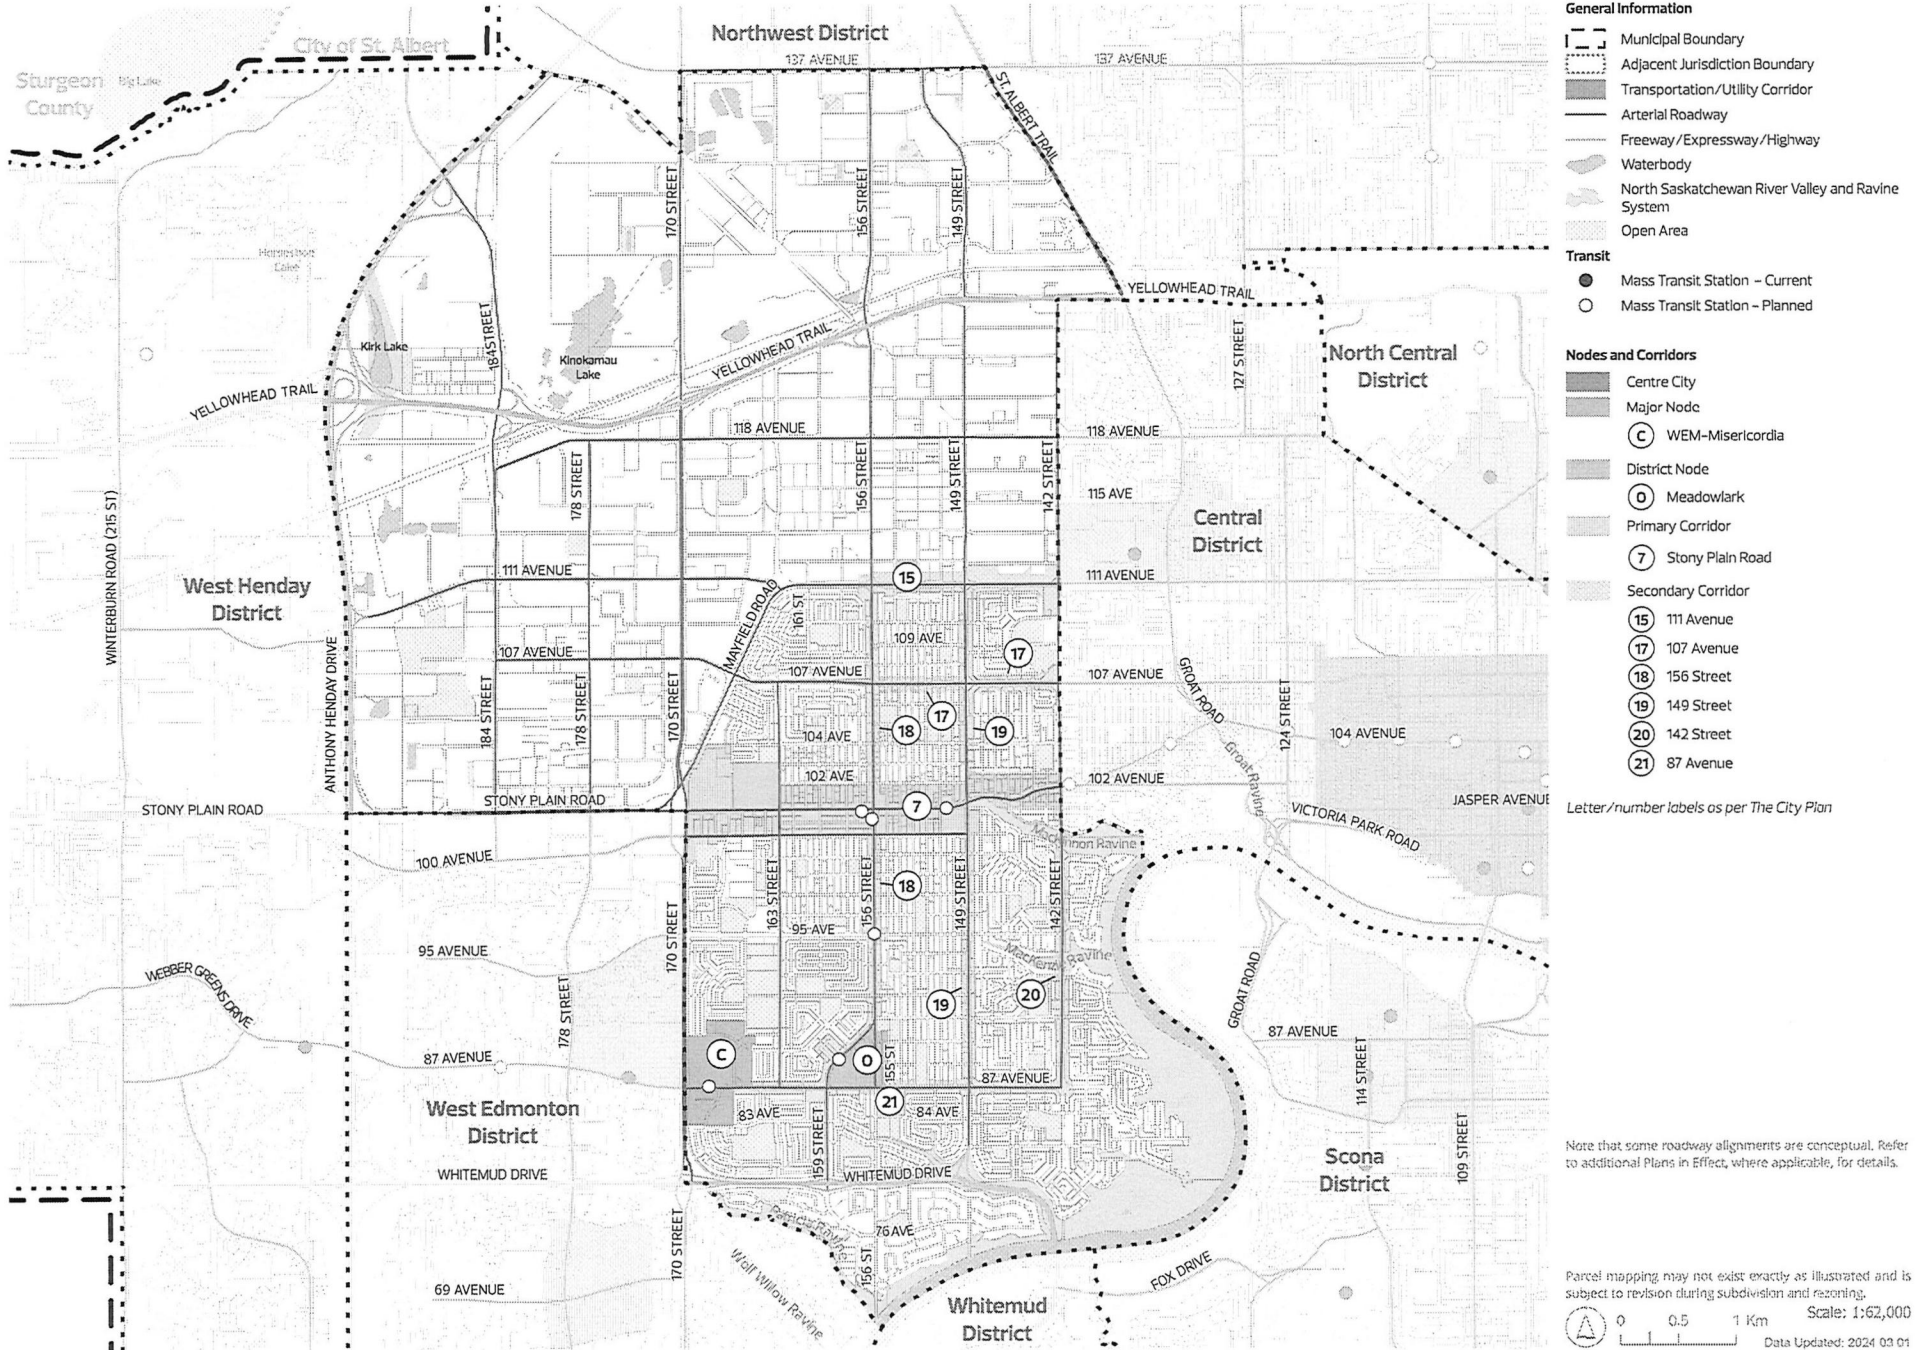 Northwest District
137 AVENUE
137 AVENUE
City of St. Albert
Sturgeon
County
Big Lake
ST. ALBERT TRAIL
170 STREET
156 STREET
149 STREET
184 STREET
Kirk Lake
Kinokamau
Lake
YELLOWHEAD TRAIL
YELLOWHEAD TRAIL
YELLOWHEAD TRAIL
127 STREET
North Central
District
118 AVENUE
118 AVENUE
178 STREET
156 STREET
149 STREET
142 STREET
115 AVE
Central
District
WINTERBURN ROAD (215 ST)
West Henday
District
111 AVENUE
15
111 AVENUE
MAYFIELD ROAD
161 ST
109 AVE
17
ANTHONY HENDAY DRIVE
107 AVENUE
107 AVENUE
107 AVENUE
GROAT ROAD
124 STREET
184 STREET
178 STREET
170 STREET
17
18
19
104 AVE
104 AVENUE
Groat Ravine
102 AVE
102 AVENUE
STONY PLAIN ROAD
STONY PLAIN ROAD
7
JASPER AVENUE
VICTORIA PARK ROAD
MacKinnon Ravine
100 AVENUE
163 STREET
156 STREET
18
149 STREET
142 STREET
95 AVE
95 AVENUE
170 STREET
MacKenzie Ravine
WEBBER GREENS DRIVE
178 STREET
19
20
GROAT ROAD
87 AVENUE
87 AVENUE
C
O
155 ST
87 AVENUE
114 STREET
21
83 AVE
84 AVE
West Edmonton
District
159 STREET
109 STREET
Scona
District
WHITEMUD DRIVE
WHITEMUD DRIVE
Patricia Ravine
76 AVE
170 STREET
156 ST
Wolf Willow Ravine
69 AVENUE
FOX DRIVE
Whitemud
District
General Information
Municipal Boundary
Adjacent Jurisdiction Boundary
Transportation/Utility Corridor
Arterial Roadway
Freeway/Expressway/Highway
Waterbody
North Saskatchewan River Valley and Ravine
System
Open Area
Transit
Mass Transit Station – Current
Mass Transit Station – Planned
Nodes and Corridors
Centre City
Major Node
C WEM-Misericordia
District Node
O Meadowlark
Primary Corridor
7 Stony Plain Road
Secondary Corridor
15 111 Avenue
17 107 Avenue
18 156 Street
19 149 Street
20 142 Street
21 87 Avenue
Letter/number labels as per The City Plan
Note that some roadway alignments are conceptual. Refer
to additional Plans in Effect, where applicable, for details.
Parcel mapping may not exist exactly as illustrated and is
subject to revision during subdivision and rezoning.
Scale: 1:62,000
0 0.5 1 Km
Data Updated: 2024 03 01